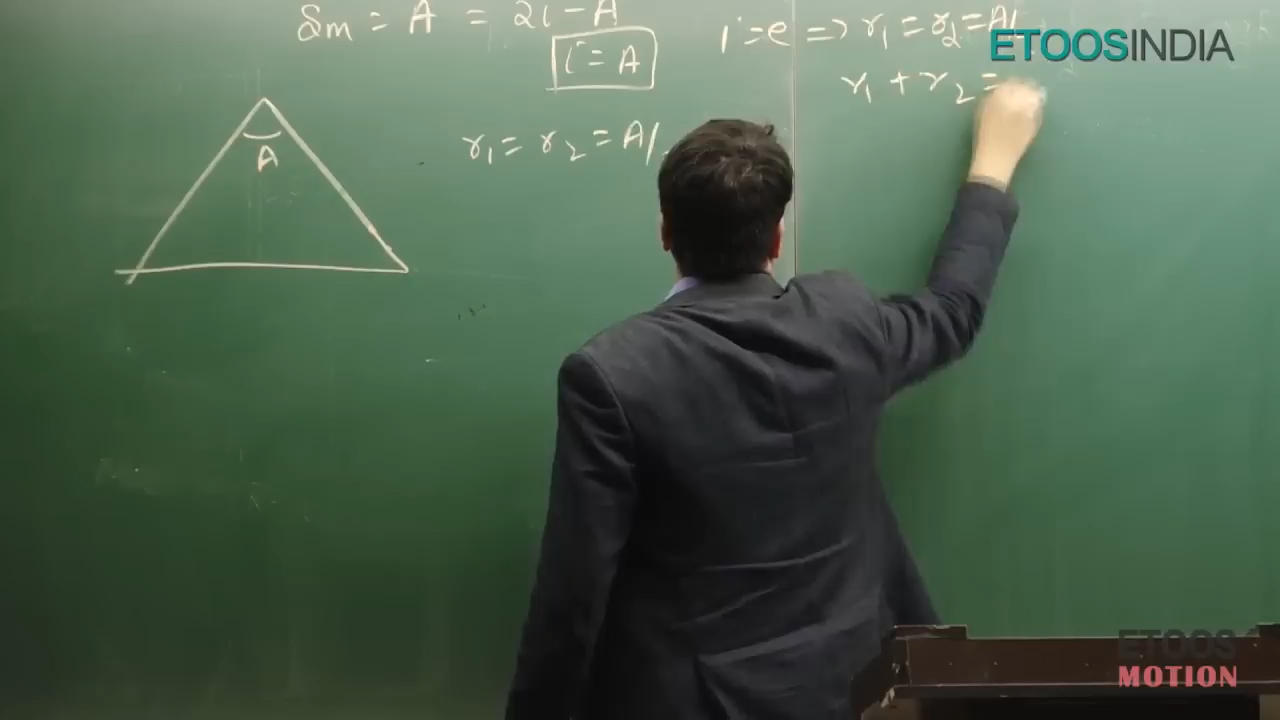 δm = A = 2i - A
i = A
i = e => r₁ = r₂ = A/
r₁ + r₂ =
A
r₁ = r₂ = A/
ETOOSINDIA
ETOOS
MOTION